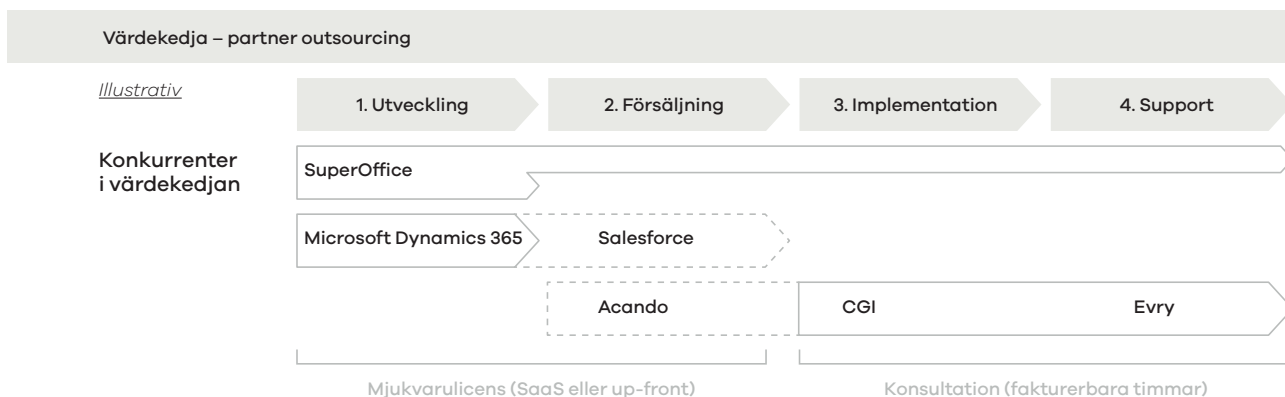 Värdekedja – partner outsourcing
Illustrativ
1. Utveckling
2. Försäljning
3. Implementation
4. Support
Konkurrenter
i värdekedjan
SuperOffice
Microsoft Dynamics 365
Salesforce
Acando
CGI
Evry
Mjukvarulicens (SaaS eller up-front)
Konsultation (fakturerbara timmar)